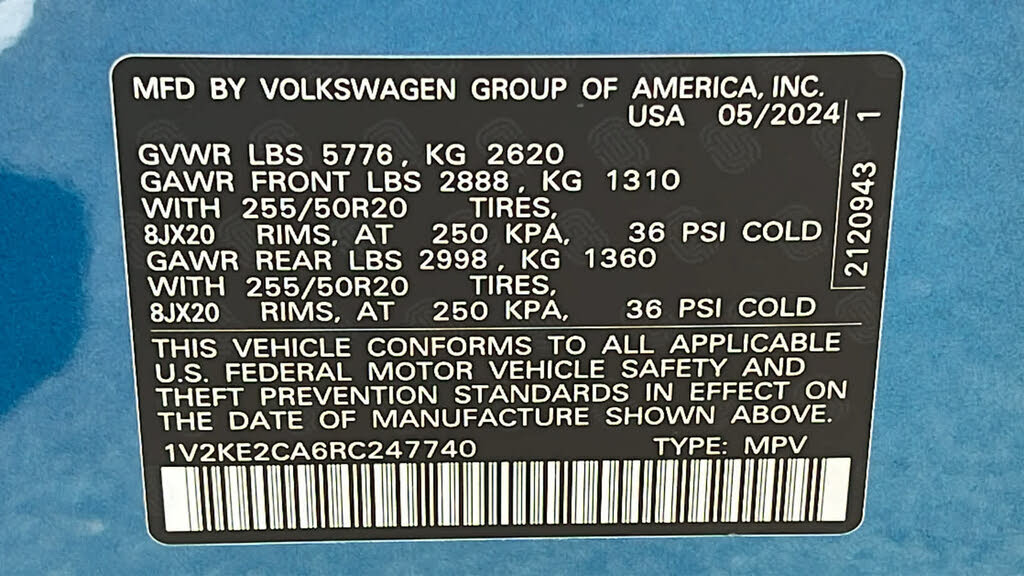 MFD BY VOLKSWAGEN GROUP OF AMERICA, INC.
USA 05/2024
GVWR LBS 5776, KG 2620
GAWR FRONT LBS 2888, KG 1310
WITH 255/50R20 TIRES,
8JX20 RIMS, AT 250 KPA, 36 PSI COLD
GAWR REAR LBS 2998, KG 1360
WITH 255/50R20 TIRES,
8JX20 RIMS, AT 250 KPA, 36 PSI COLD
2120943 1
THIS VEHICLE CONFORMS TO ALL APPLICABLE
U.S. FEDERAL MOTOR VEHICLE SAFETY AND
THEFT PREVENTION STANDARDS IN EFFECT ON
THE DATE OF MANUFACTURE SHOWN ABOVE.
1V2KE2CA6RC247740 TYPE: MPV